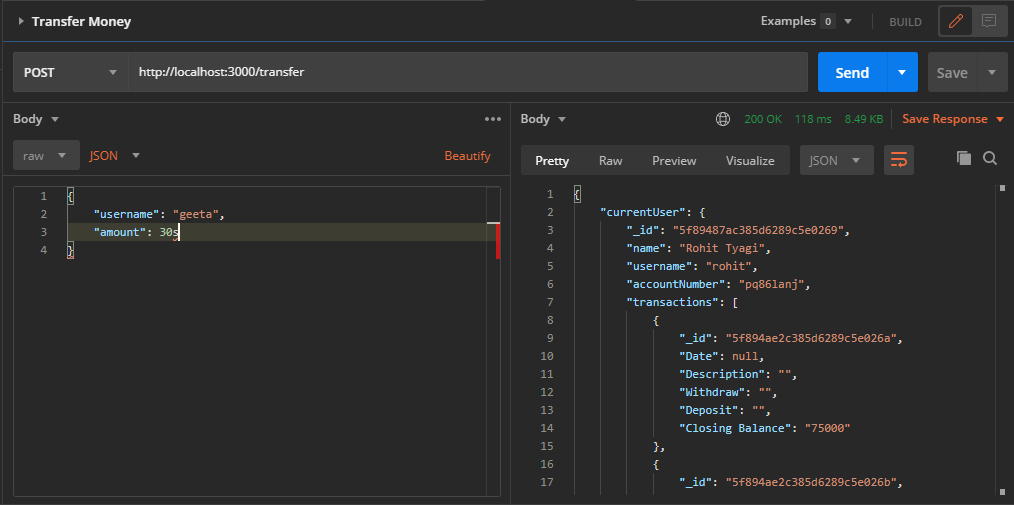 Transfer Money Examples 0 BUILD
POST http://localhost:3000/transfer Send Save
Body
raw JSON Beautify
1 {
2 "username": "geeta",
3 "amount": 30s
4 }
Body 200 OK 118 ms 8.49 KB Save Response
Pretty Raw Preview Visualize JSON
1 {
2 "currentUser": {
3 "_id": "5f89487ac385d6289c5e0269",
4 "name": "Rohit Tyagi",
5 "username": "rohit",
6 "accountNumber": "pq86lanj",
7 "transactions": [
8 {
9 "_id": "5f894ae2c385d6289c5e026a",
10 "Date": null,
11 "Description": "",
12 "Withdraw": "",
13 "Deposit": "",
14 "Closing Balance": "75000"
15 },
16 {
17 "_id": "5f894ae2c385d6289c5e026b",